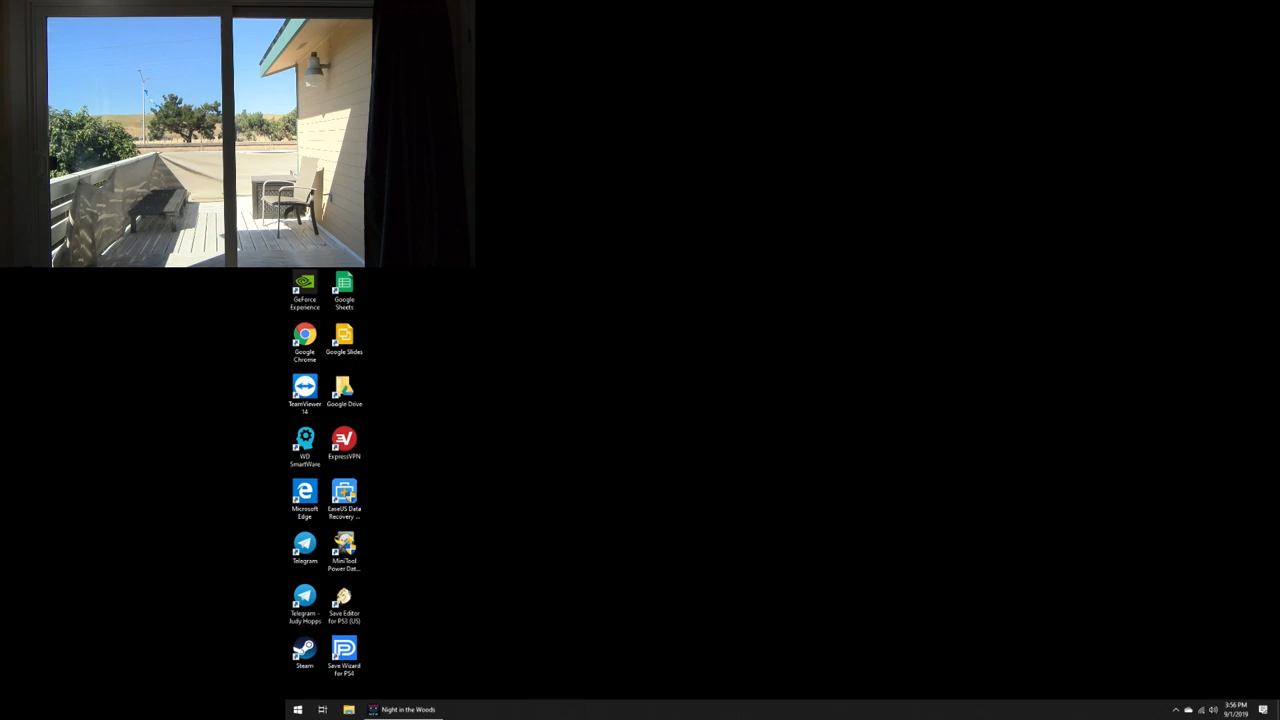 GeForce
Experience
Google
Sheets
Google
Chrome
Google Slides
TeamViewer
14
Google Drive
WD
SmartWare
ExpressVPN
Microsoft
Edge
EaseUS Data
Recovery ...
Telegram
MiniTool
Power Dat...
Telegram –
Judy Hopps
Save Editor
for PS3 (US)
Steam
Save Wizard
for PS4
Night in the Woods
3:56 PM
9/1/2019